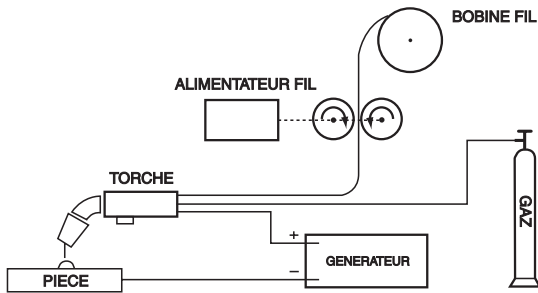 BOBINE FIL
ALIMENTATEUR FIL
TORCHE
GAZ
+
GENERATEUR
−
PIECE